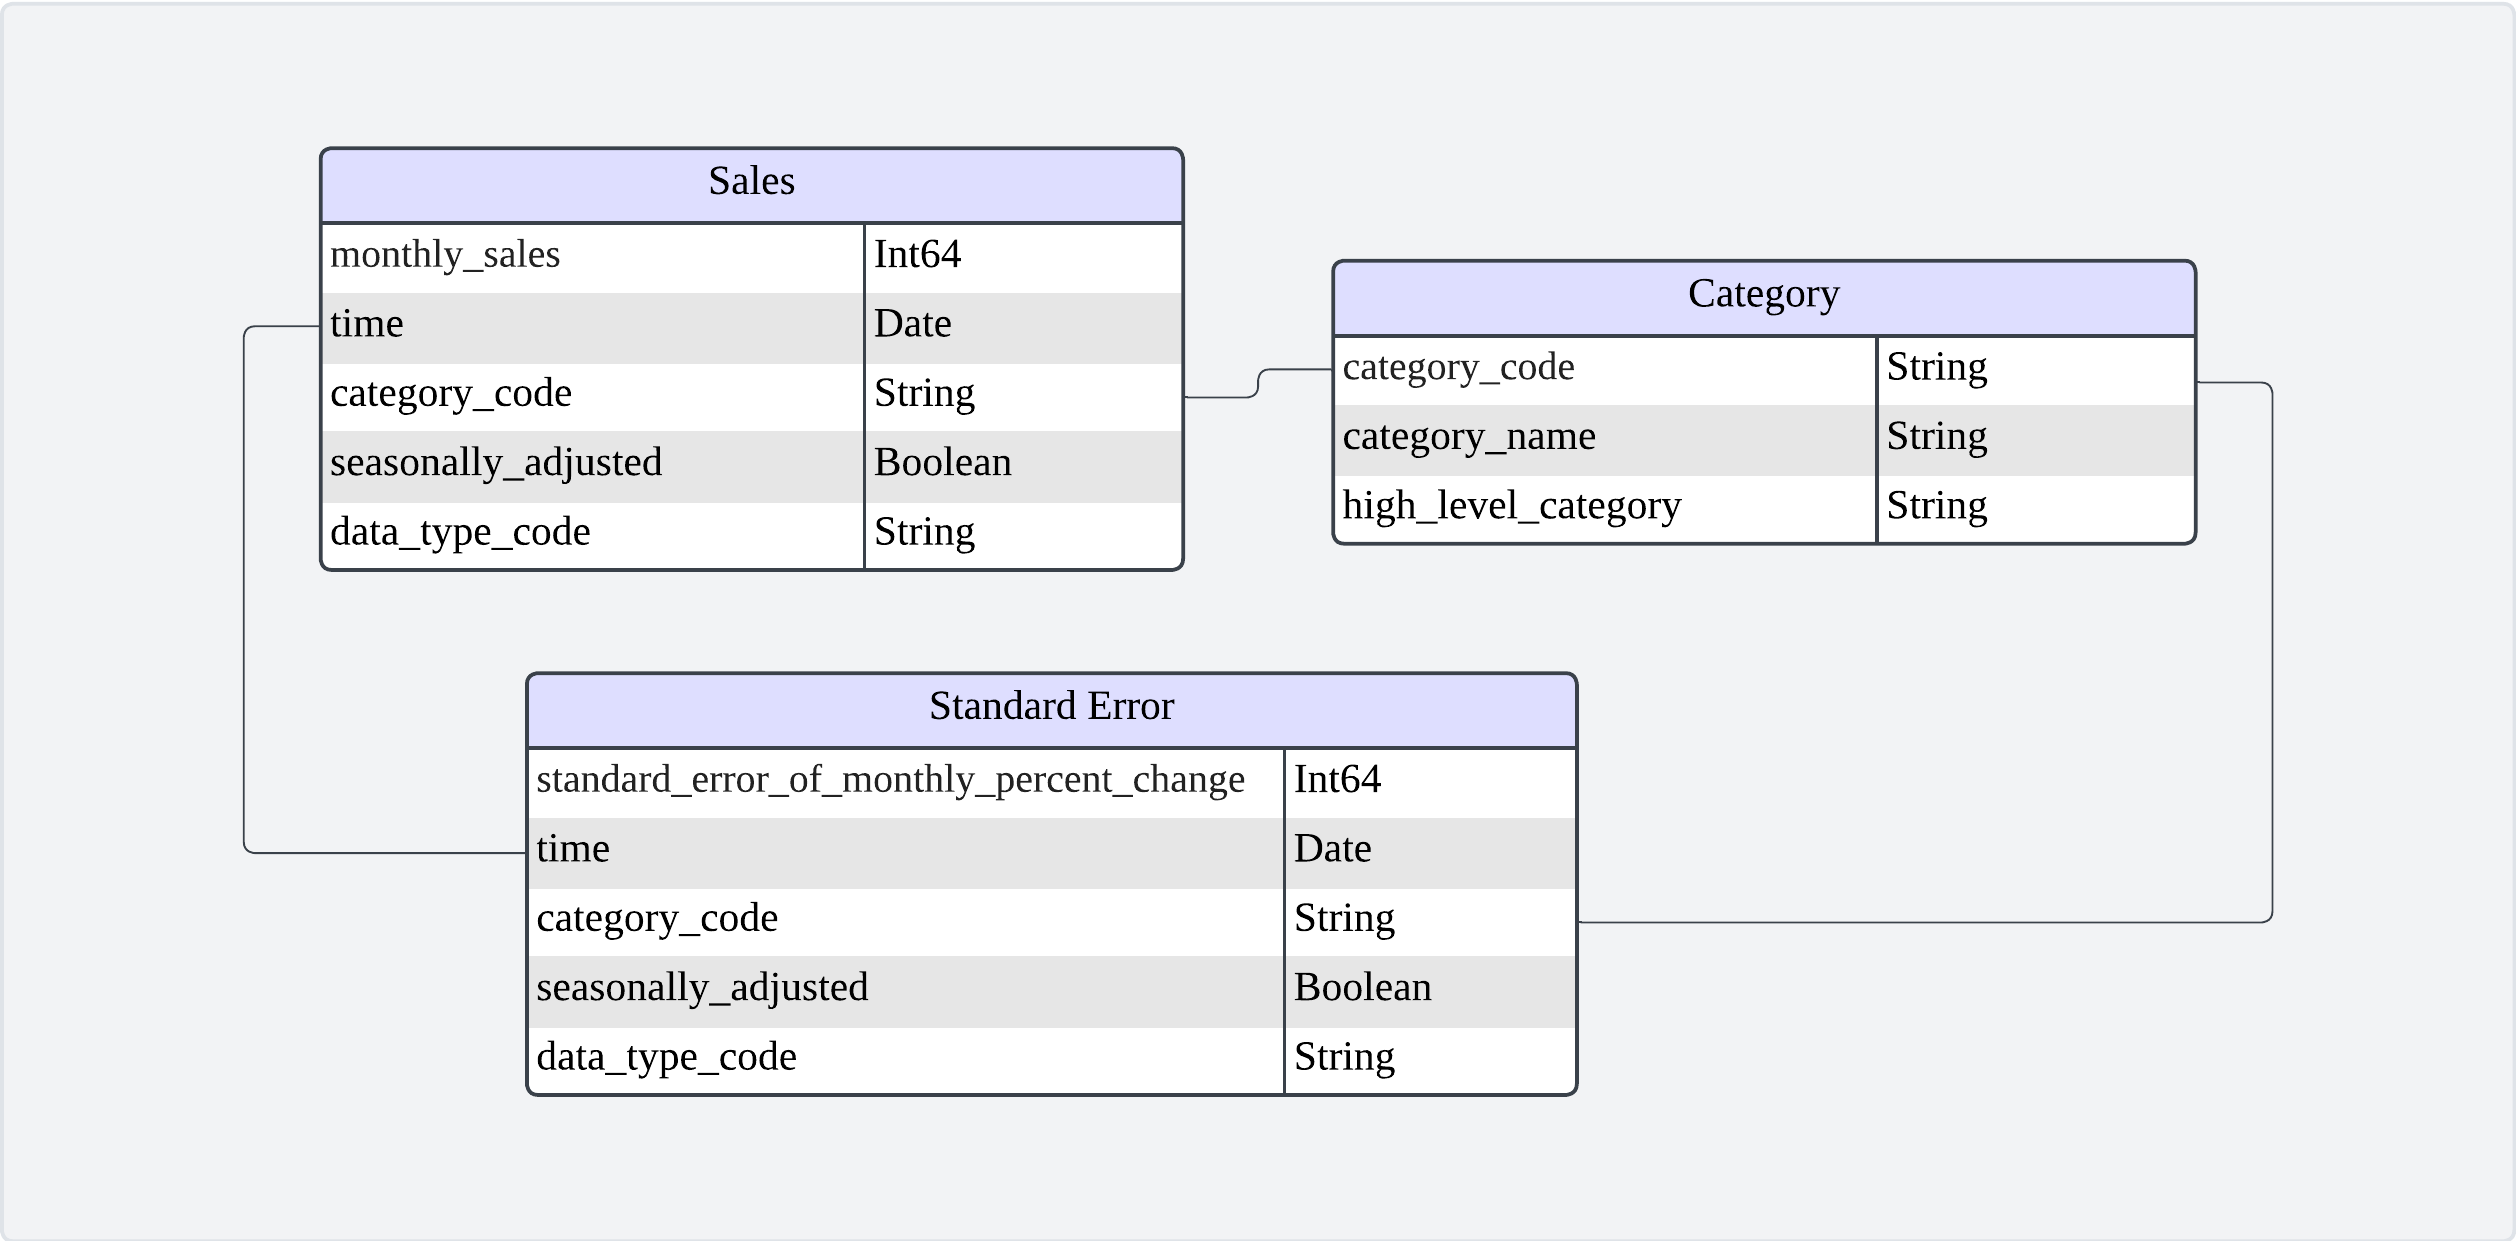 Sales
monthly_sales Int64
time Date
category_code String
seasonally_adjusted Boolean
data_type_code String
Category
category_code String
category_name String
high_level_category String
Standard Error
standard_error_of_monthly_percent_change Int64
time Date
category_code String
seasonally_adjusted Boolean
data_type_code String